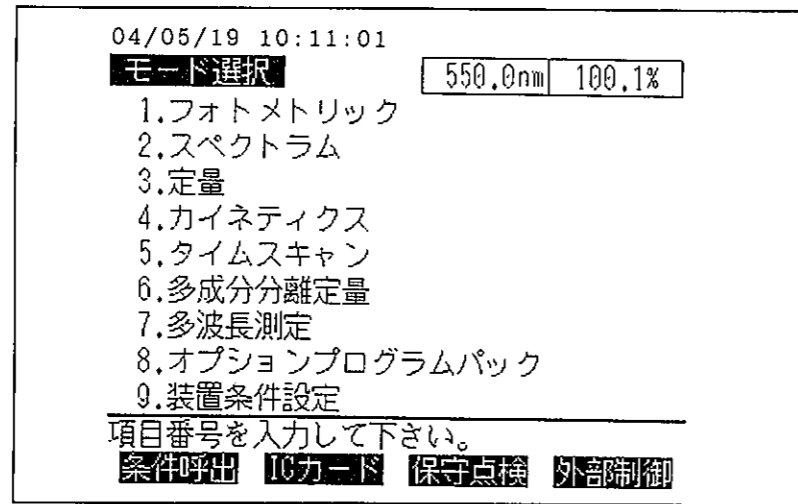 04/05/19 10:11:01
モード選択 550.0nm 100.1%
1.フォトメトリック
2.スペクトラム
3.定量
4.カイネティクス
5.タイムスキャン
6.多成分分離定量
7.多波長測定
8.オプションプログラムパック
9.装置条件設定
項目番号を入力して下さい。
条件呼出 ICカード 保守点検 外部制御